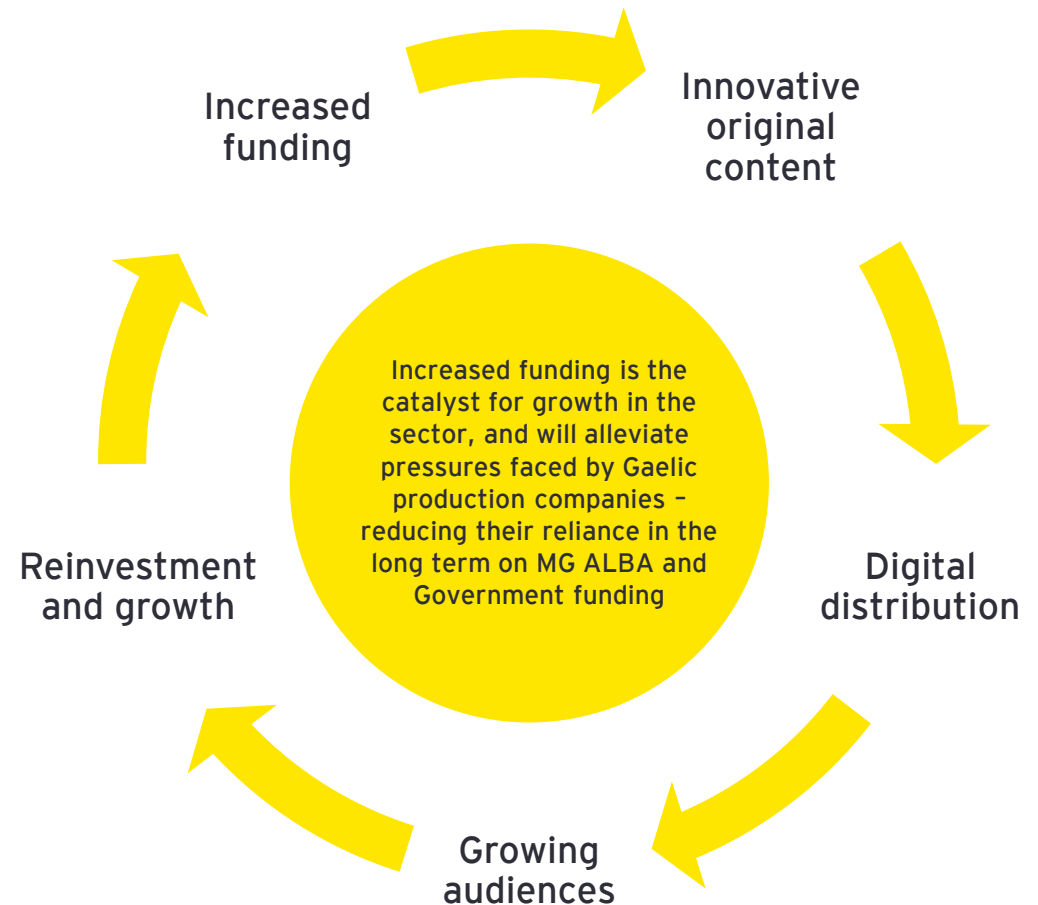 Increased
funding
Innovative
original
content
Increased funding is the
catalyst for growth in the
sector, and will alleviate
pressures faced by Gaelic
production companies –
reducing their reliance in the
long term on MG ALBA and
Government funding
Digital
distribution
Growing
audiences
Reinvestment
and growth